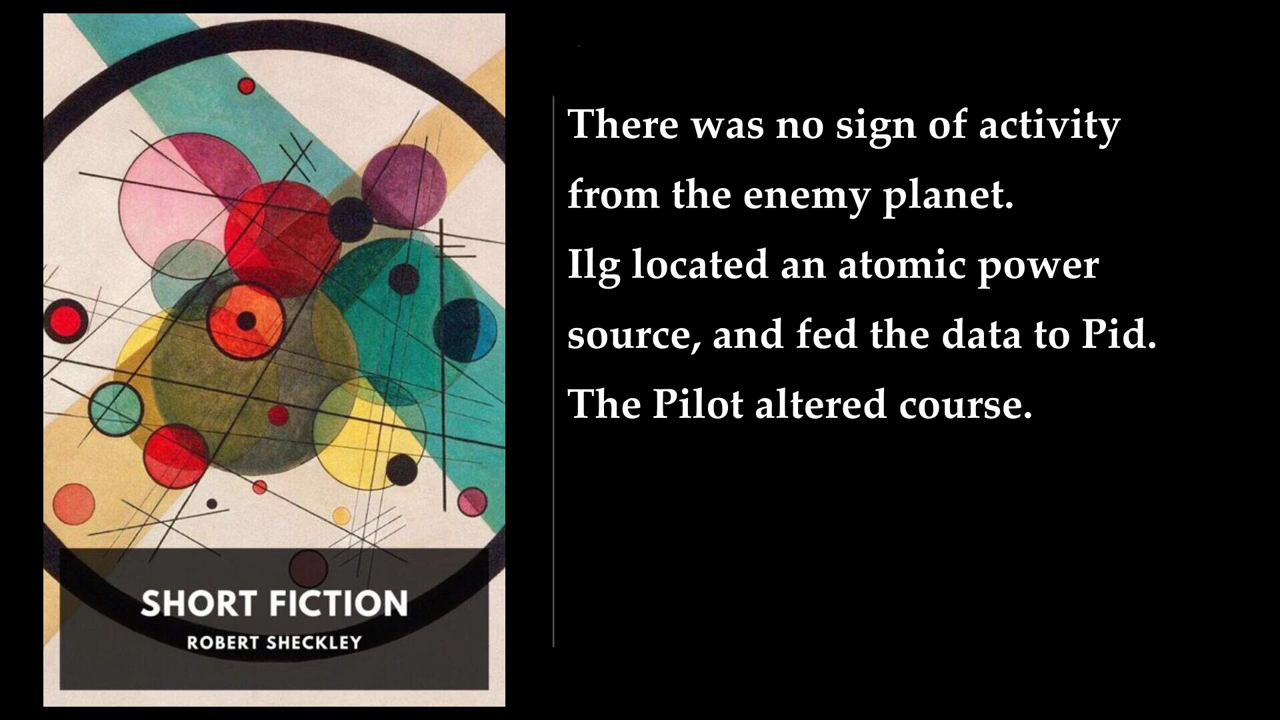 SHORT FICTION
ROBERT SHECKLEY
There was no sign of activity
from the enemy planet.
Ilg located an atomic power
source, and fed the data to Pid.
The Pilot altered course.